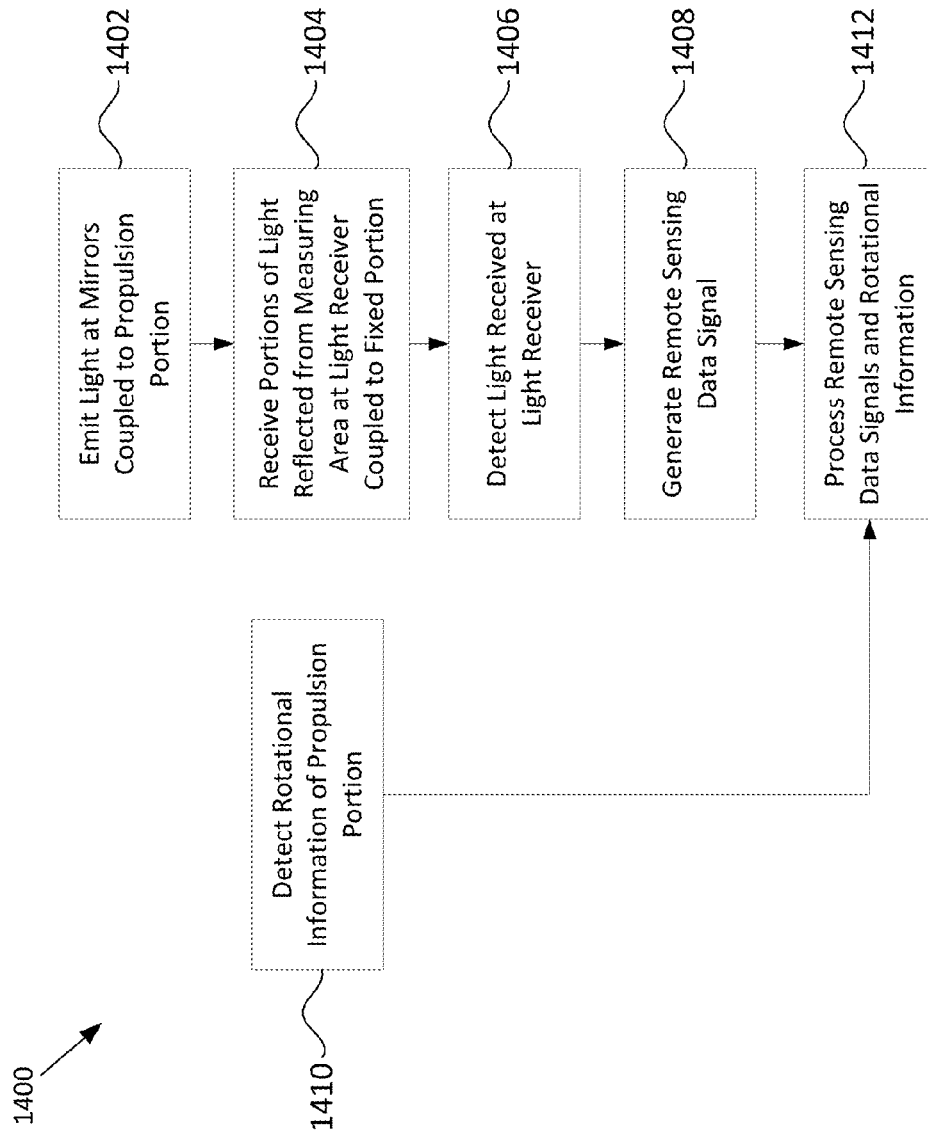 1400
Emit Light at Mirrors
Coupled to Propulsion
Portion
1402
Receive Portions of Light
Reflected from Measuring
Area at Light Receiver
Coupled to Fixed Portion
1404
Detect Light Received at
Light Receiver
1406
Generate Remote Sensing
Data Signal
1408
Detect Rotational
Information of Propulsion
Portion
1410
Process Remote Sensing
Data Signals and Rotational
Information
1412